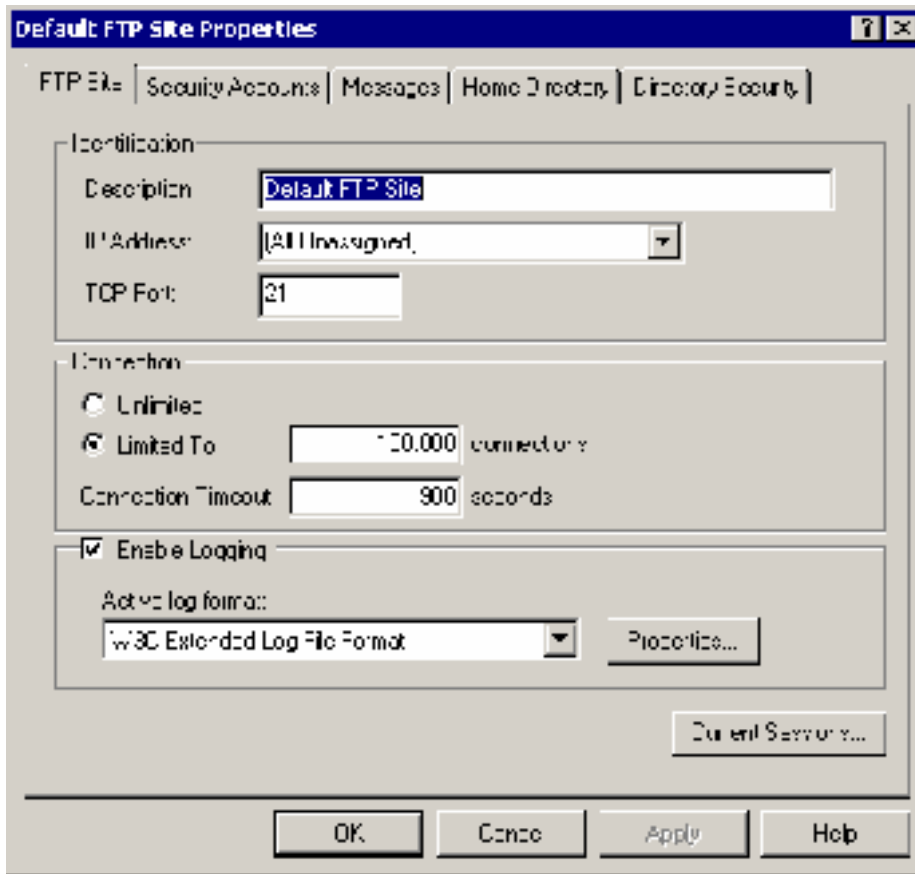 Default FTP Site Properties
FTP Site Security Accounts Messages Home Directory Directory Security
Identification
Description
Default FTP Site
IP Address:
(All Unassigned)
TCP Port:
21
Connection
Unlimited
Limited To
100,000 connections
Connection Timeout
900 seconds
Enable Logging
Active log format:
W3C Extended Log File Format
Properties...
Current Sessions...
OK Cancel Apply Help